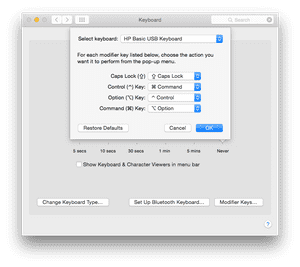 Keyboard
Show All
Search
Select keyboard: HP Basic USB Keyboard
For each modifier key listed below, choose the action you
want it to perform from the pop-up menu.
Caps Lock (⇪) Key: ⇪ Caps Lock
Control (^) Key: ⌘ Command
Option (⌥) Key: ^ Control
Command (⌘) Key: ⌥ Option
Restore Defaults Cancel OK
5 secs 10 secs 30 secs 1 min 5 mins Never
Show Keyboard & Character Viewers in menu bar
Change Keyboard Type... Set Up Bluetooth Keyboard... Modifier Keys...
?